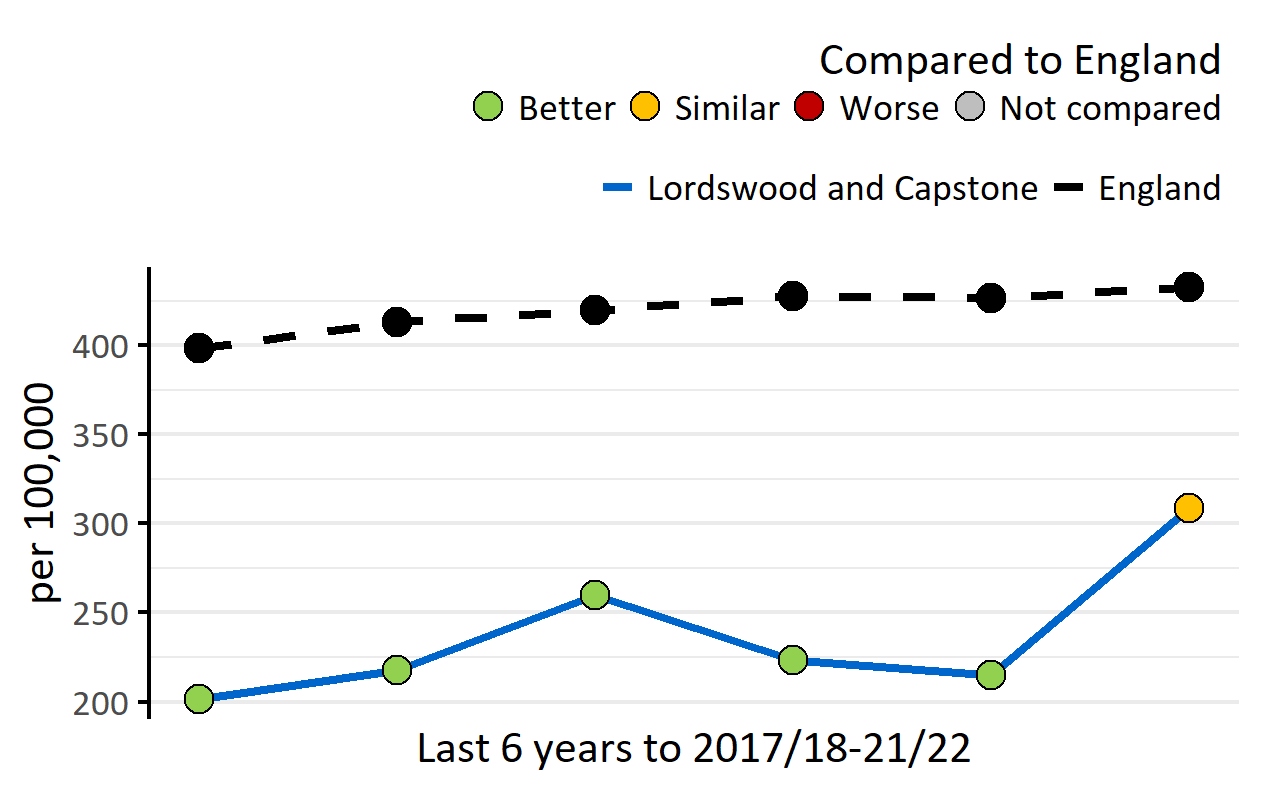 Compared to England
Better Similar Worse Not compared
Lordswood and Capstone England
400
350
300
250
200
per 100,000
Last 6 years to 2017/18-21/22